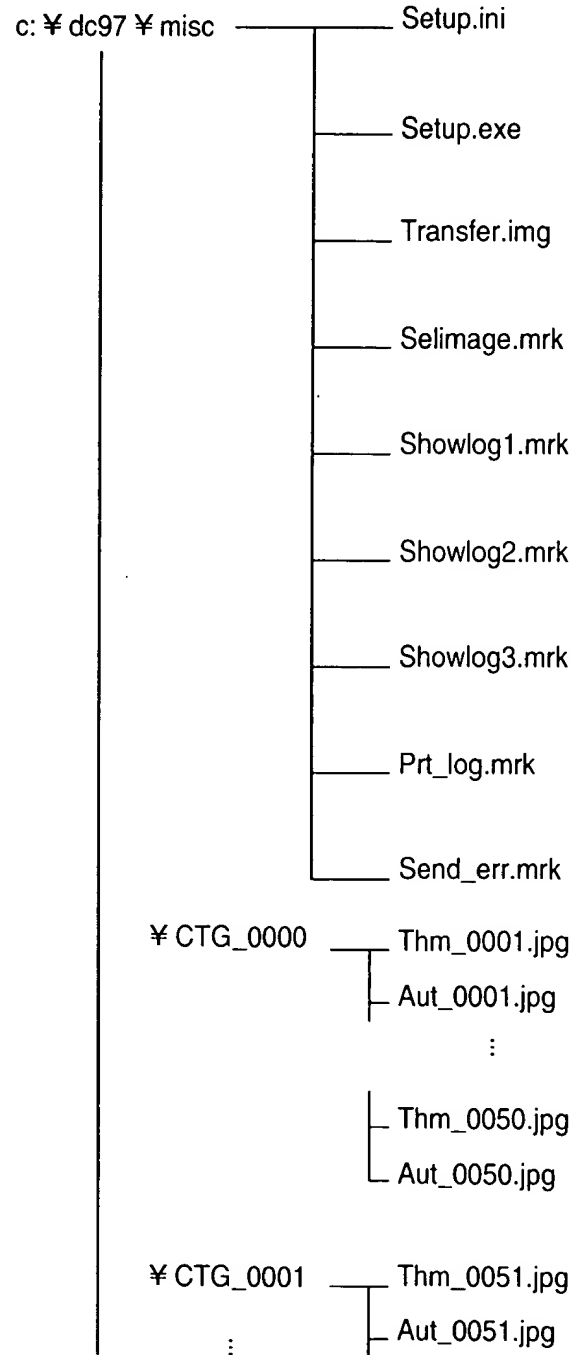 c: ¥ dc97 ¥ misc
Setup.ini
Setup.exe
Transfer.img
Selimage.mrk
Showlog1.mrk
Showlog2.mrk
Showlog3.mrk
Prt_log.mrk
Send_err.mrk
¥ CTG_0000
Thm_0001.jpg
Aut_0001.jpg
⋮
Thm_0050.jpg
Aut_0050.jpg
¥ CTG_0001
Thm_0051.jpg
⋮
Aut_0051.jpg